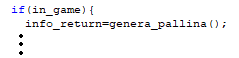 if(in_game){
info_return=genera_pallina();